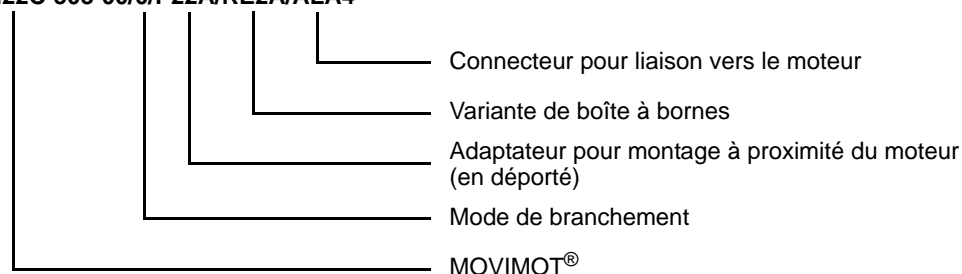 Connecteur pour liaison vers le moteur
Variante de boîte à bornes
Adaptateur pour montage à proximité du moteur
(en déporté)
Mode de branchement
MOVIMOT®